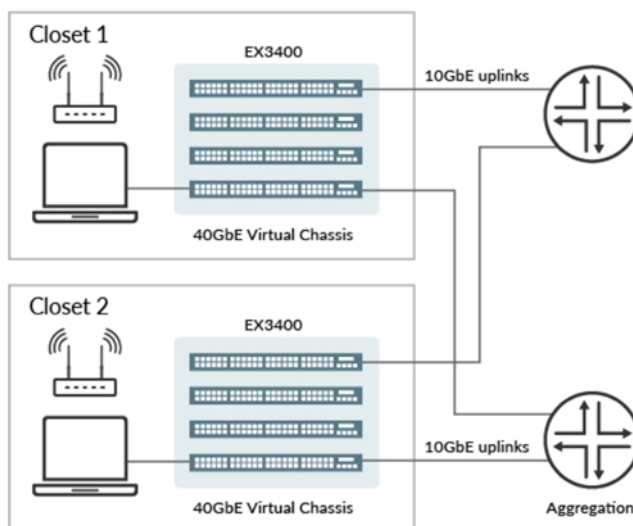 Closet 1
EX3400
10GbE uplinks
40GbE Virtual Chassis
Closet 2
EX3400
10GbE uplinks
40GbE Virtual Chassis
Aggregation